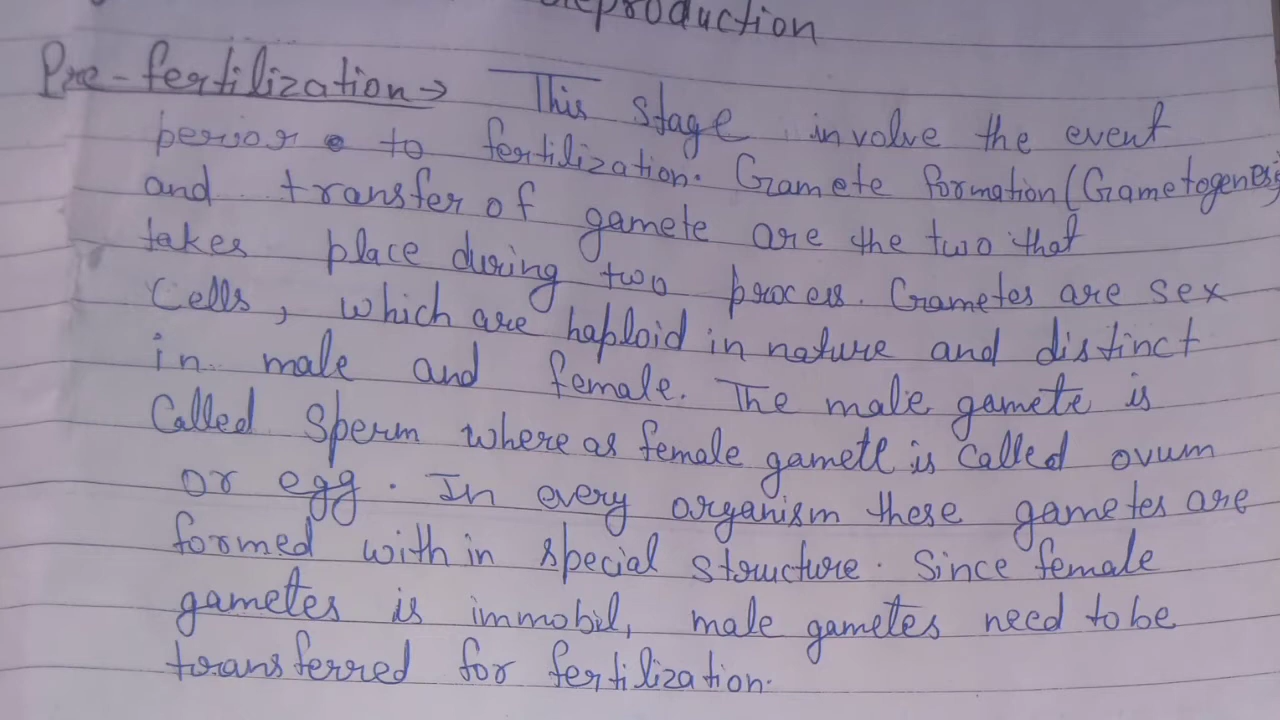 Reproduction
Pre-fertilization → This stage involve the event
perior to fertilization. Gamete formation (Gametogenesis
and transfer of gamete are the two that
takes place during two process. Gametes are sex
Cells, which are haploid in nature and distinct
in male and female. The male gamete is
Called Sperm where as female gamete is called ovum
or egg. In every organism these gametes are
formed with in special structure. Since female
gametes is immobil, male gametes need to be
transferred for fertilization.